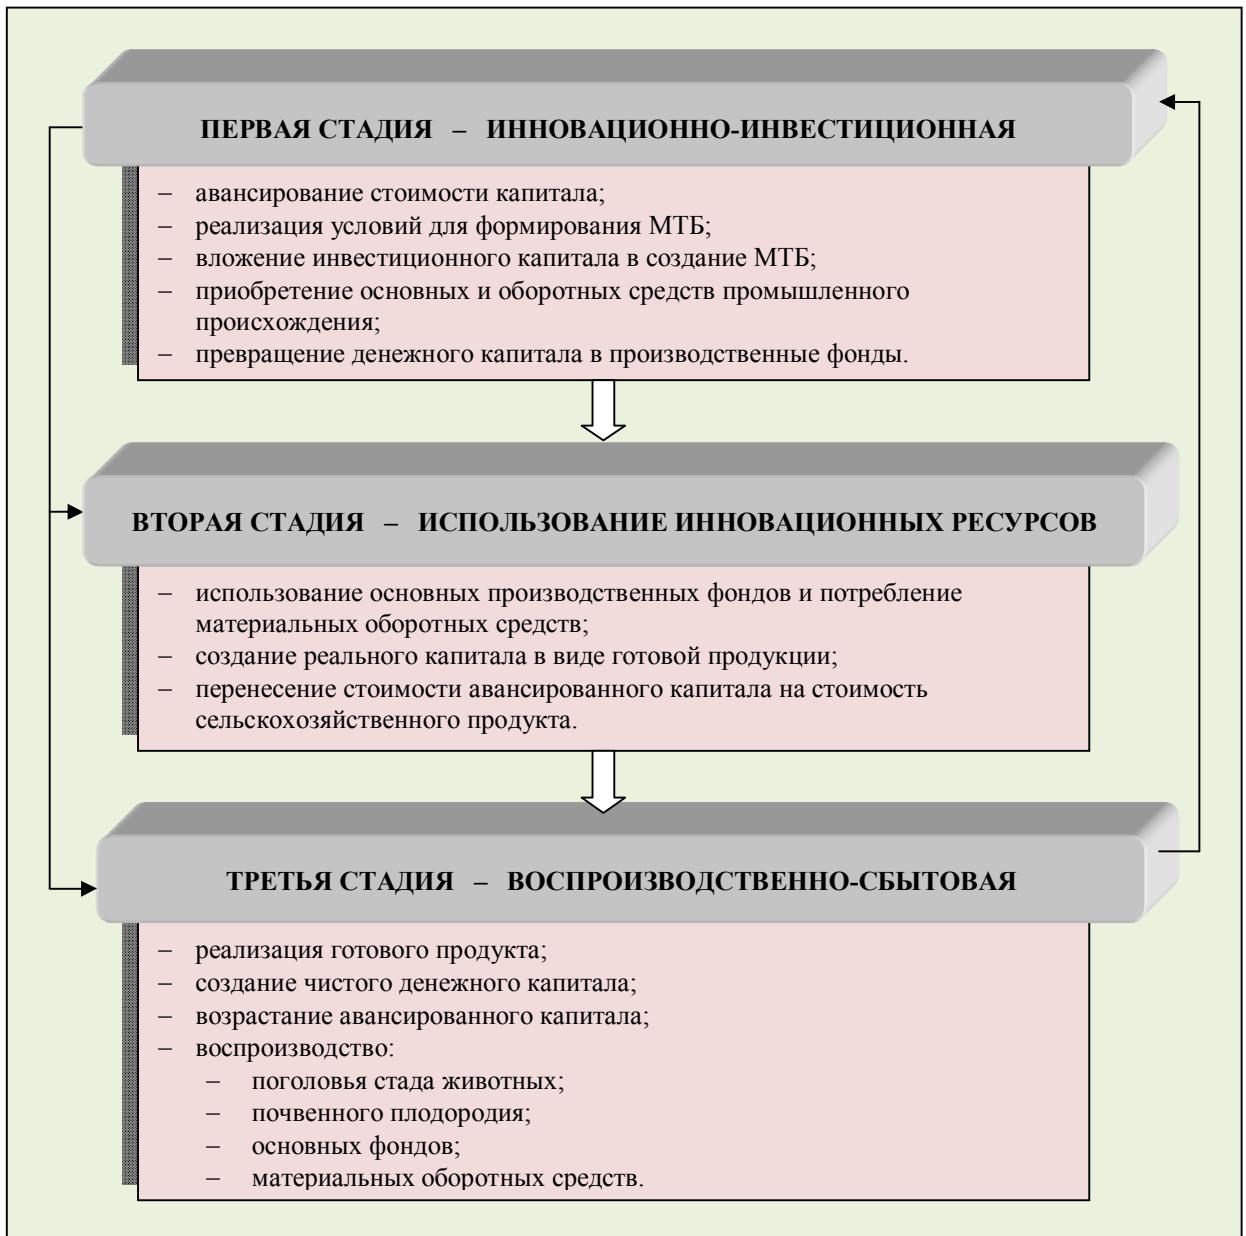 ПЕРВАЯ СТАДИЯ – ИННОВАЦИОННО-ИНВЕСТИЦИОННАЯ
– авансирование стоимости капитала;
– реализация условий для формирования МТБ;
– вложение инвестиционного капитала в создание МТБ;
– приобретение основных и оборотных средств промышленного
происхождения;
– превращение денежного капитала в производственные фонды.
ВТОРАЯ СТАДИЯ – ИСПОЛЬЗОВАНИЕ ИННОВАЦИОННЫХ РЕСУРСОВ
– использование основных производственных фондов и потребление
материальных оборотных средств;
– создание реального капитала в виде готовой продукции;
– перенесение стоимости авансированного капитала на стоимость
сельскохозяйственного продукта.
ТРЕТЬЯ СТАДИЯ – ВОСПРОИЗВОДСТВЕННО-СБЫТОВАЯ
– реализация готового продукта;
– создание чистого денежного капитала;
– возрастание авансированного капитала;
– воспроизводство:
– поголовья стада животных;
– почвенного плодородия;
– основных фондов;
– материальных оборотных средств.